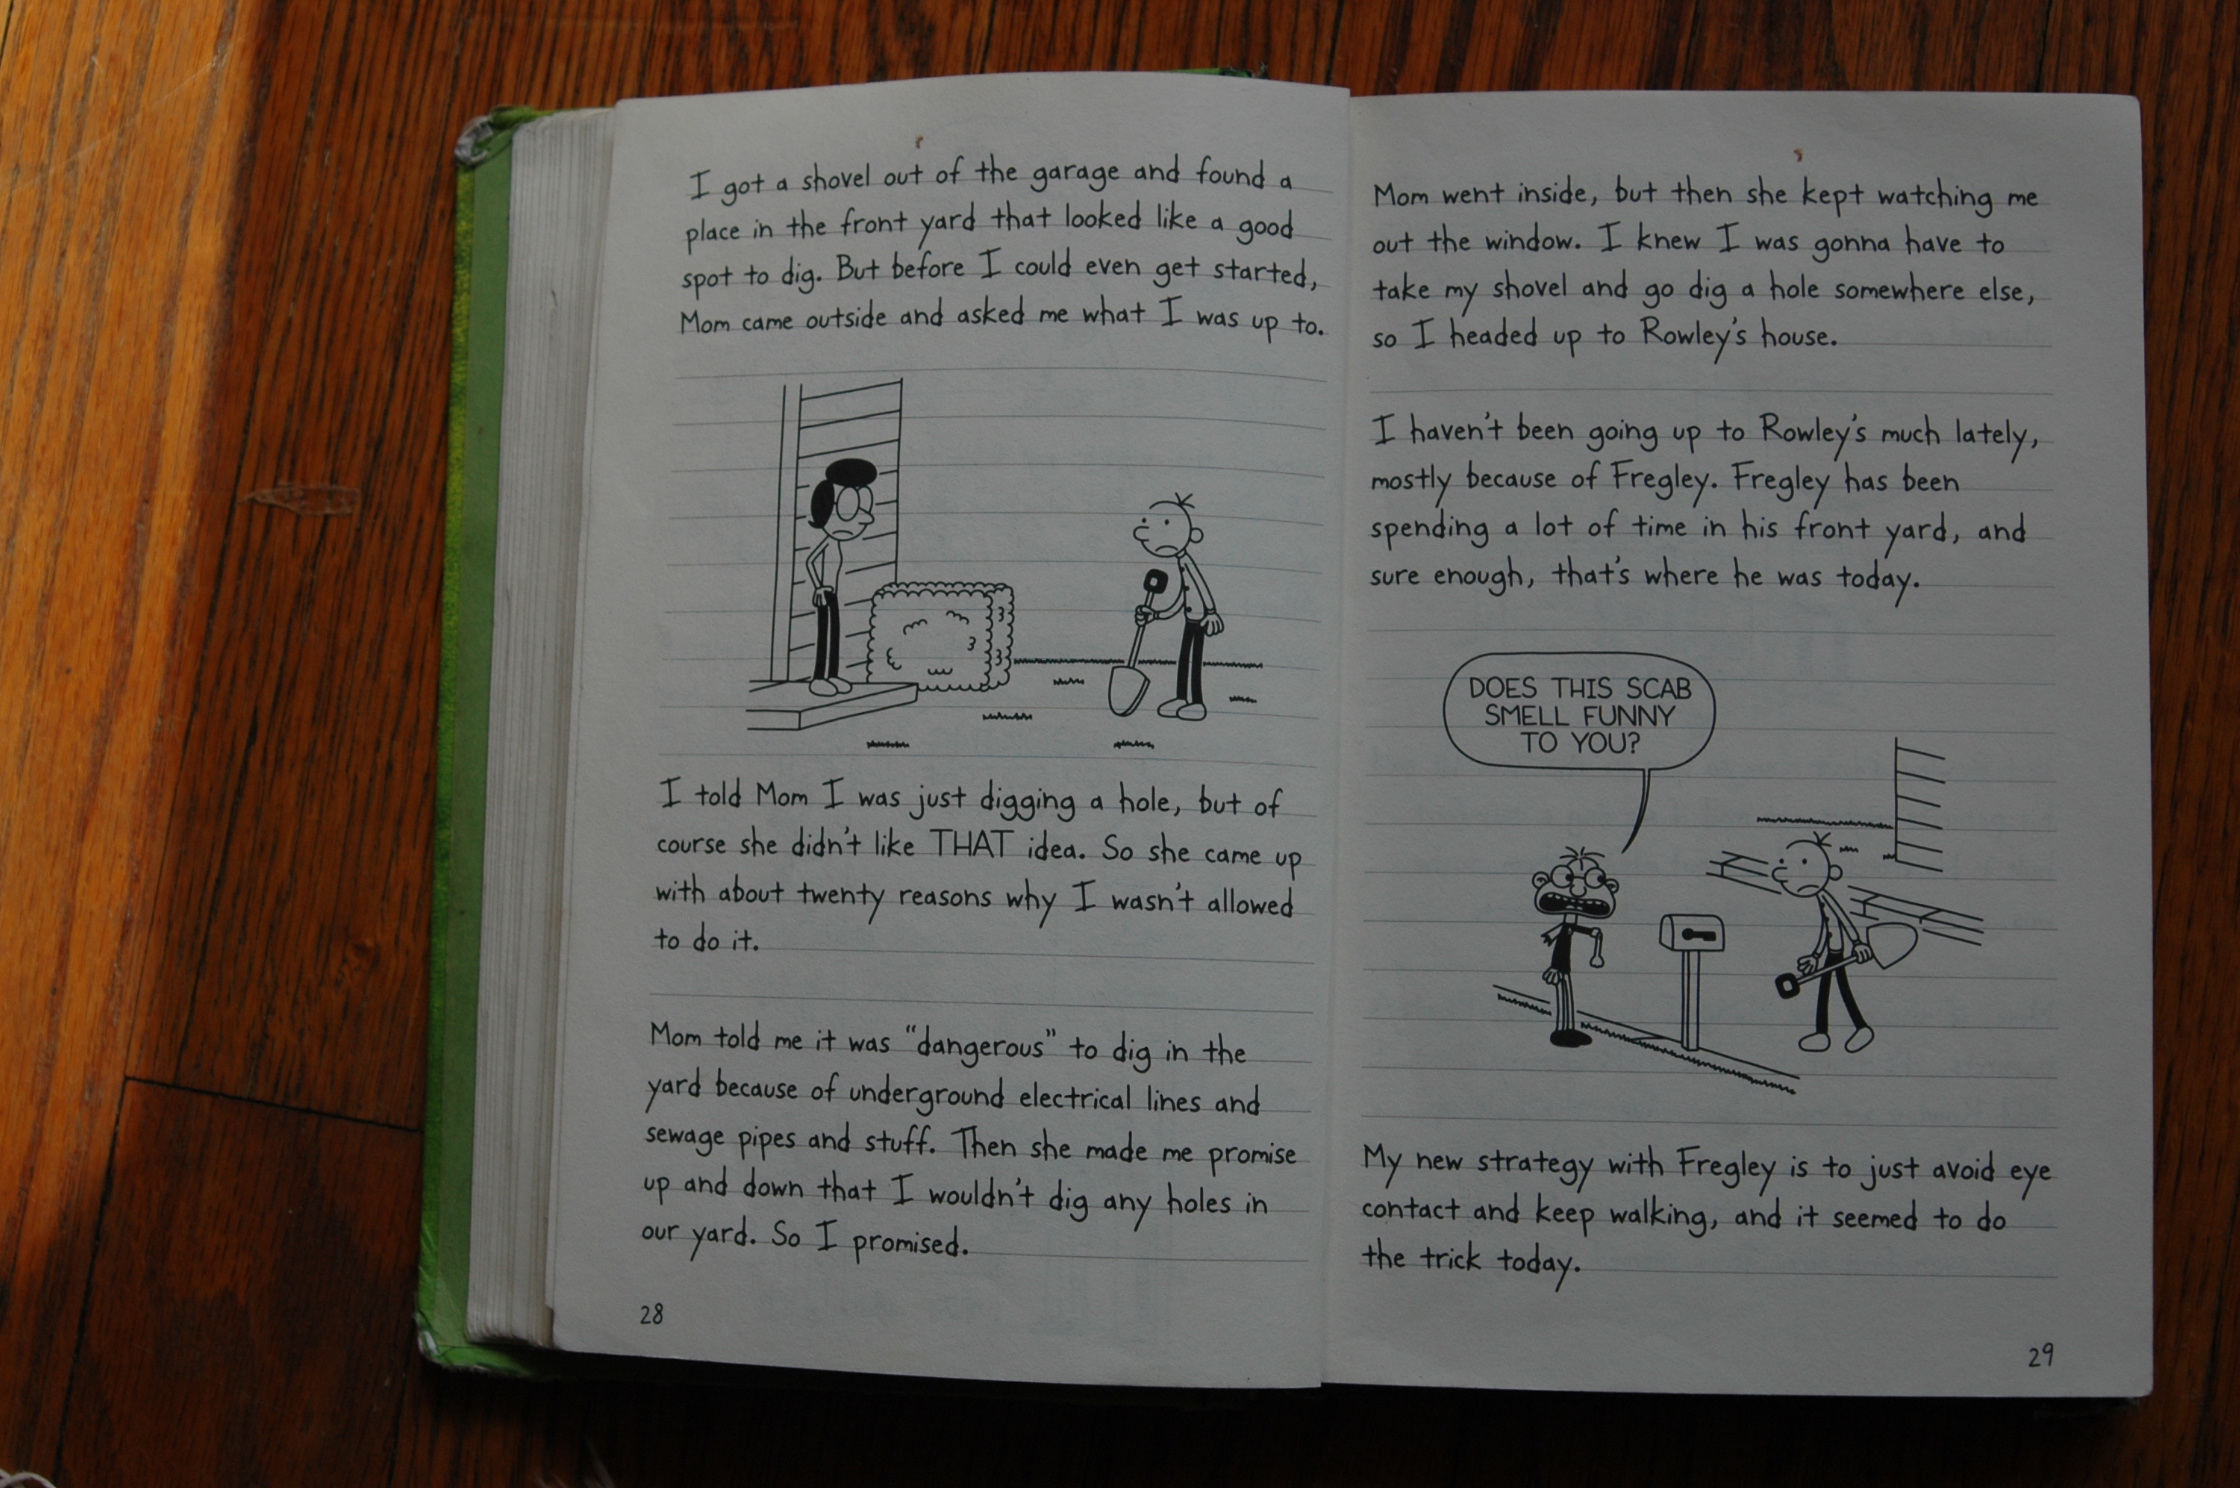 I got a shovel out of the garage and found a
place in the front yard that looked like a good
spot to dig. But before I could even get started,
Mom came outside and asked me what I was up to.
I told Mom I was just digging a hole, but of
course she didn't like THAT idea. So she came up
with about twenty reasons why I wasn't allowed
to do it.
Mom told me it was "dangerous" to dig in the
yard because of underground electrical lines and
sewage pipes and stuff. Then she made me promise
up and down that I wouldn't dig any holes in
our yard. So I promised.
28
Mom went inside, but then she kept watching me
out the window. I knew I was gonna have to
take my shovel and go dig a hole somewhere else,
so I headed up to Rowley's house.
I haven't been going up to Rowley's much lately,
mostly because of Fregley. Fregley has been
spending a lot of time in his front yard, and
sure enough, that's where he was today.
DOES THIS SCAB
SMELL FUNNY
TO YOU?
My new strategy with Fregley is to just avoid eye
contact and keep walking, and it seemed to do
the trick today.
29